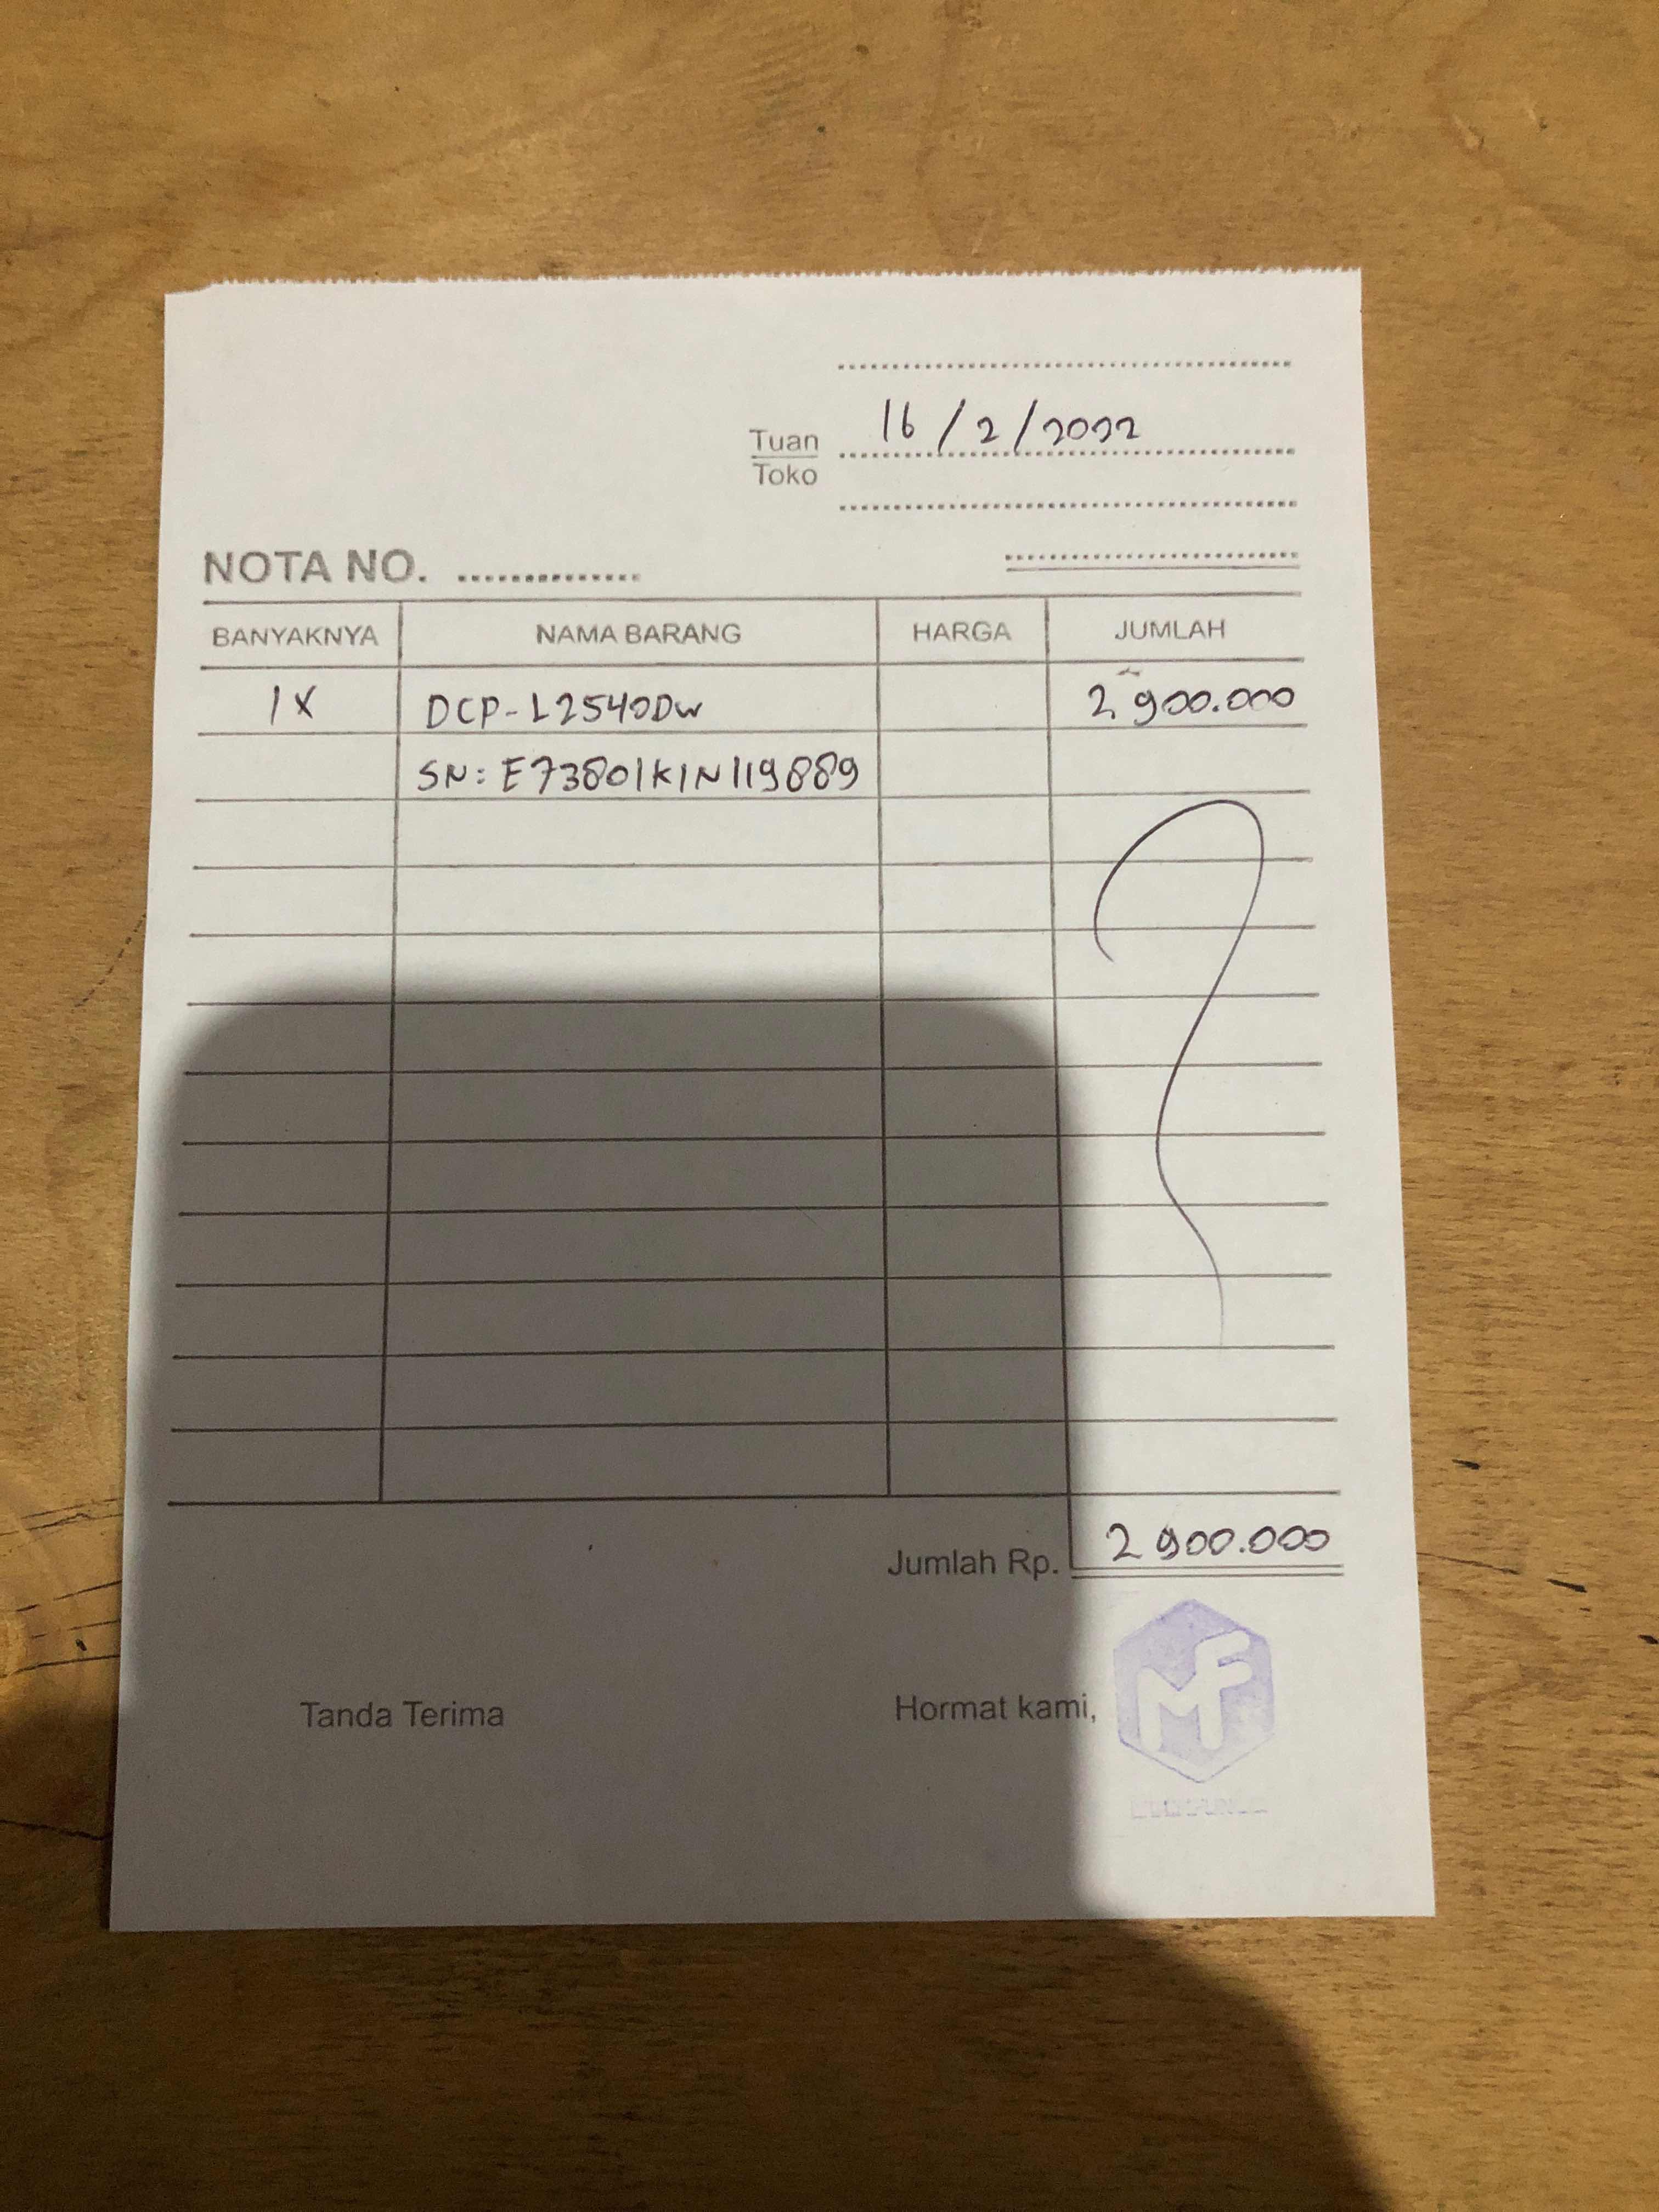 16/2/2022
Tuan
Toko
NOTA NO.
BANYAKNYA NAMA BARANG HARGA JUMLAH
1X DCP-L2540DW 2.900.000
SN: E73801K1N119889
Jumlah Rp. 2.900.000
Tanda Terima Hormat kami,
MF